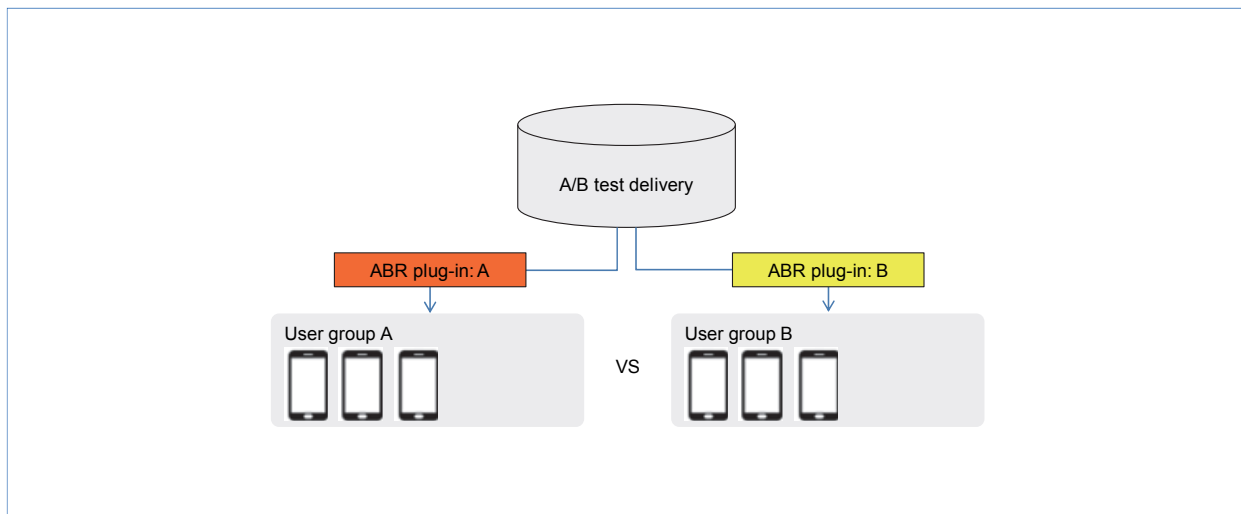 A/B test delivery
ABR plug-in: A
ABR plug-in: B
User group A
User group B
VS